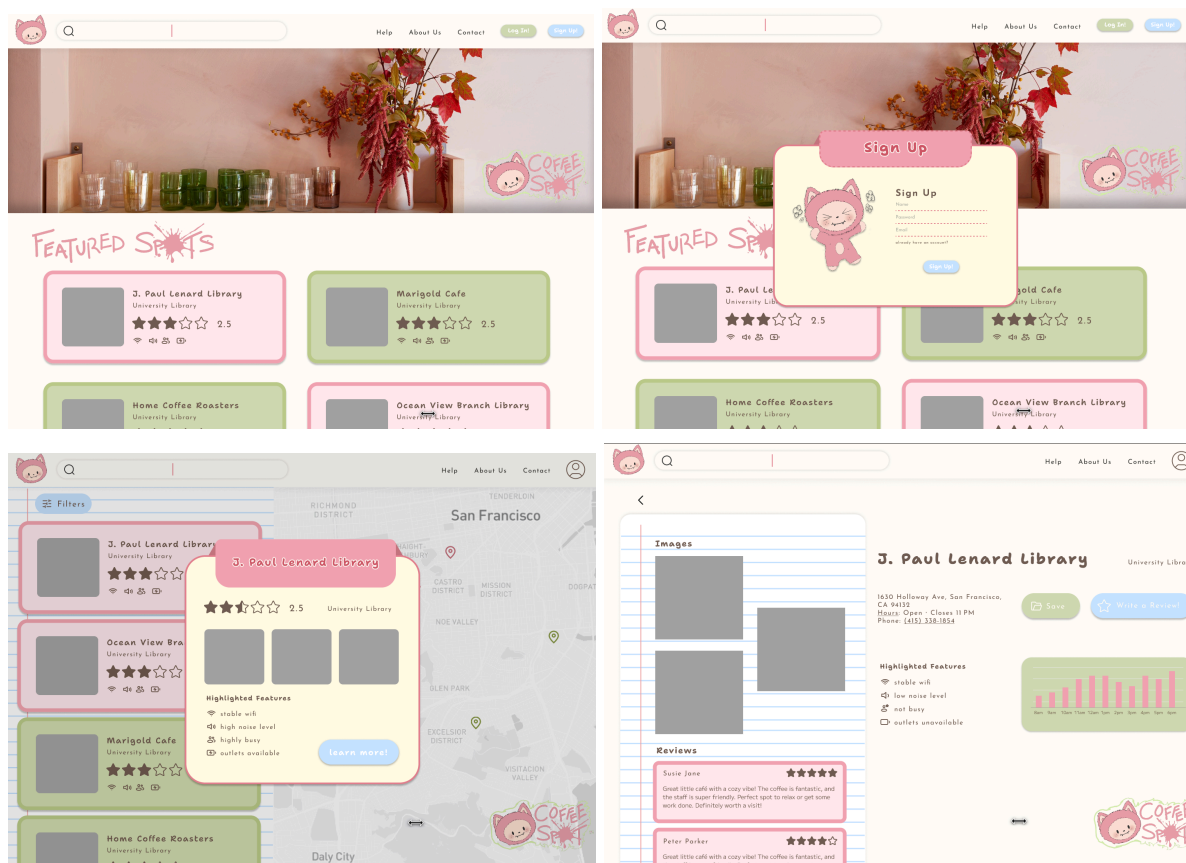 Help About Us Contact Log In! Sign Up!
COFFEE
SPOT
FEATURED SPOTS
J. Paul Lenard Library
University Library
2.5
Marigold Cafe
University Library
2.5
Home Coffee Roasters
University Library
Ocean View Branch Library
University Library
Help About Us Contact Log In! Sign Up!
COFFEE
SPOT
Sign Up
Sign Up
Name
Password
Email
already have an account?
Sign Up!
FEATURED SP
J. Paul Le
University Library
2.5
gold Cafe
University Library
2.5
Home Coffee Roasters
University Library
Ocean View Branch Library
University Library
Help About Us Contact
Filters
J. Paul Lenard Library
University Library
Ocean View Bra
University Library
Marigold Cafe
University Library
Home Coffee Roasters
University Library
J. Paul Lenard Library
2.5 University Library
Highlighted Features
stable wifi
high noise level
highly busy
outlets available
learn more!
TENDERLOIN
RICHMOND
DISTRICT
San Francisco
HAIGHT
HBURY
CASTRO
DISTRICT
MISSION
DISTRICT
DOGPAT
NOE VALLEY
GLEN PARK
EXCELSIOR
DISTRICT
VISITACION
VALLEY
Daly City
COFFEE
SPOT
Help About Us Contact
Images
Reviews
Susie Jane
Great little café with a cozy vibe! The coffee is fantastic, and
the staff is super friendly. Perfect spot to relax or get some
work done. Definitely worth a visit!
Peter Parker
Great little café with a cozy vibe! The coffee is fantastic, and
J. Paul Lenard Library
University Libra
1630 Holloway Ave, San Francisco,
CA 94132
Hours: Open · Closes 11 PM
Phone: (415) 338-1854
Save
Write a Review!
Highlighted Features
stable wifi
low noise level
not busy
outlets unavailable
COFFEE
SPOT